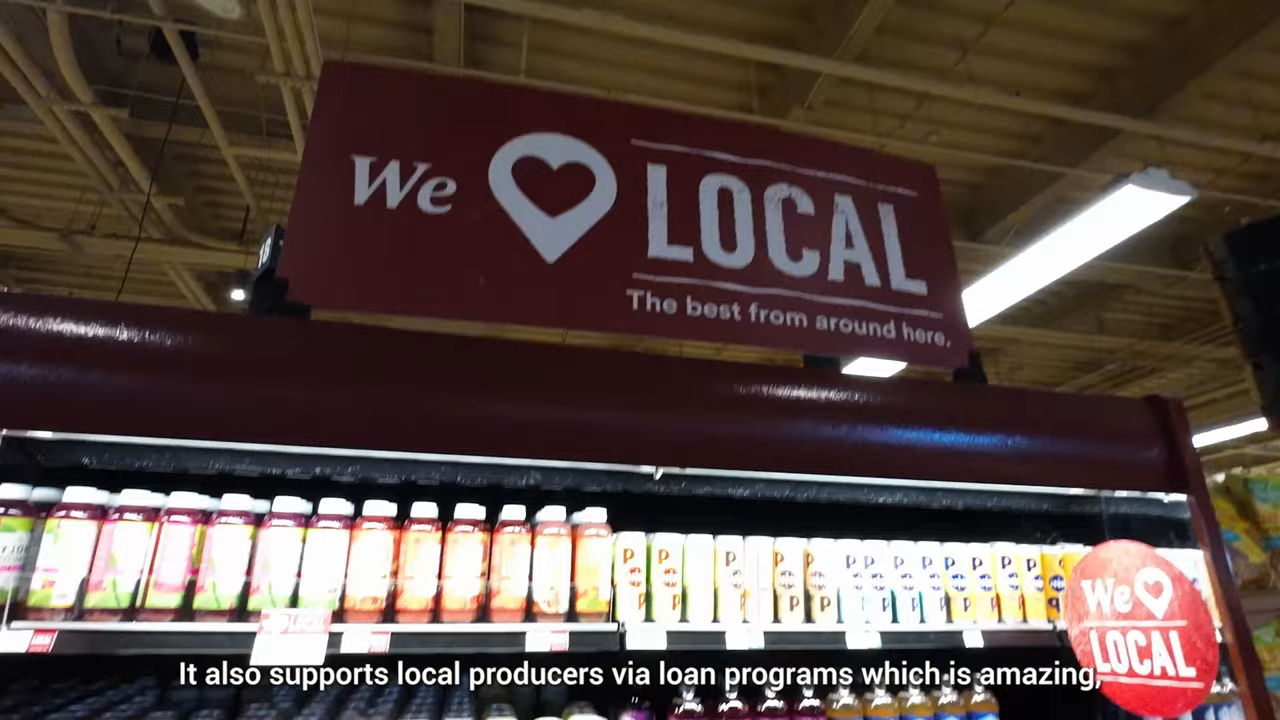 We LOCAL
The best from around here.
18
We
LOCAL
It also supports local producers via loan programs which is amazing,